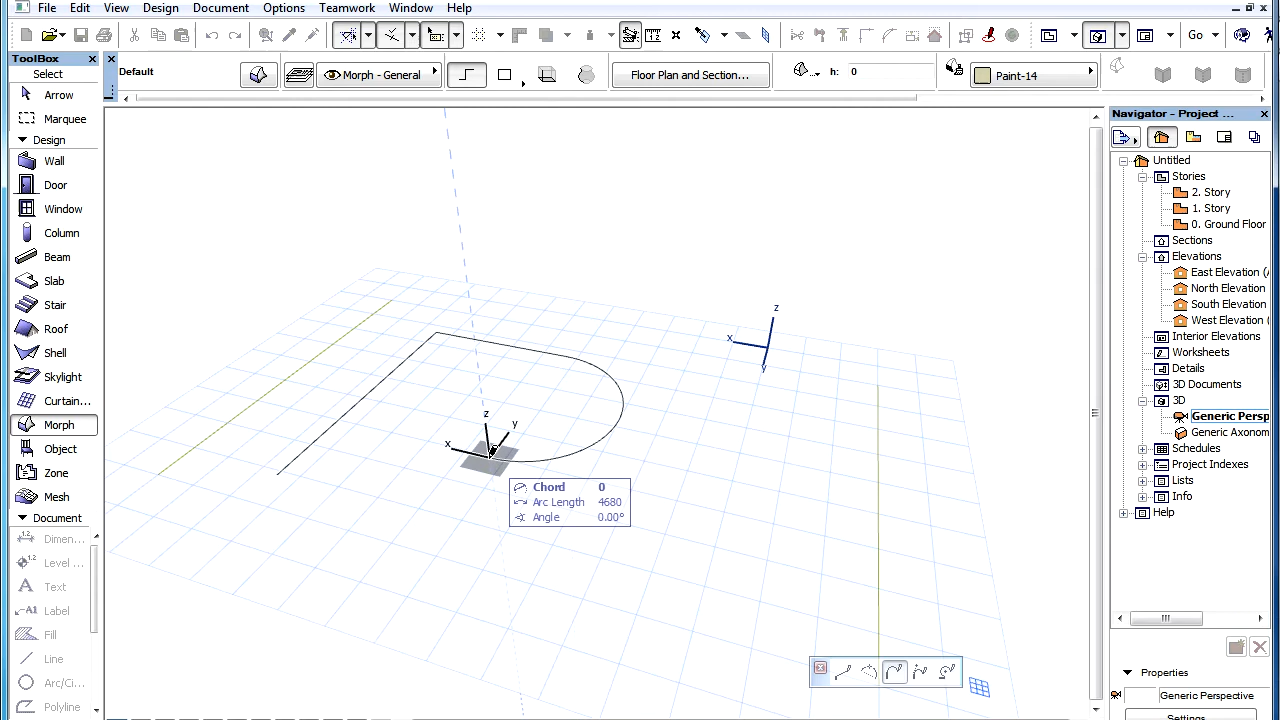 File Edit View Design Document Options Teamwork Window Help
ToolBox
Select
Arrow
Marquee
Design
Wall
Door
Window
Column
Beam
Slab
Stair
Roof
Shell
Skylight
Curtain...
Morph
Object
Zone
Mesh
Document
Dimen...
Level ...
Text
Label
Fill
Line
Arc/Ci...
Polyline
Go
Default
Morph - General
Floor Plan and Section...
h: 0
Paint-14
z
x
y
z
y
x
Chord 0
Arc Length 4680
Angle 0.00°
Navigator - Project ...
Untitled
Stories
2. Story
1. Story
0. Ground Floor
Sections
Elevations
East Elevation (A
North Elevation (
South Elevation (
West Elevation (
Interior Elevations
Worksheets
Details
3D Documents
3D
Generic Persp
Generic Axonom
Schedules
Project Indexes
Lists
Info
Help
Properties
Generic Perspective
Settings